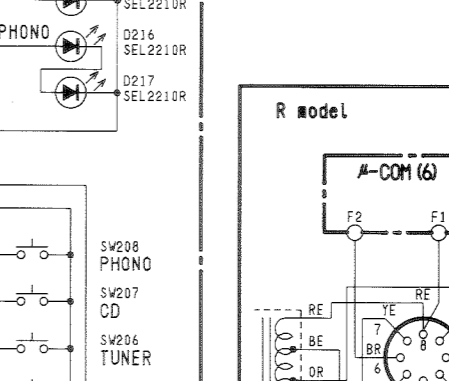 SEL2210R
PHONO
D216
SEL2210R
D217
SEL2210R
R model
μ-COM (6)
F2
F1
SW208
PHONO
SW207
CD
SW206
TUNER
RE
RE
YE
7
8
BE
BR
6
OR